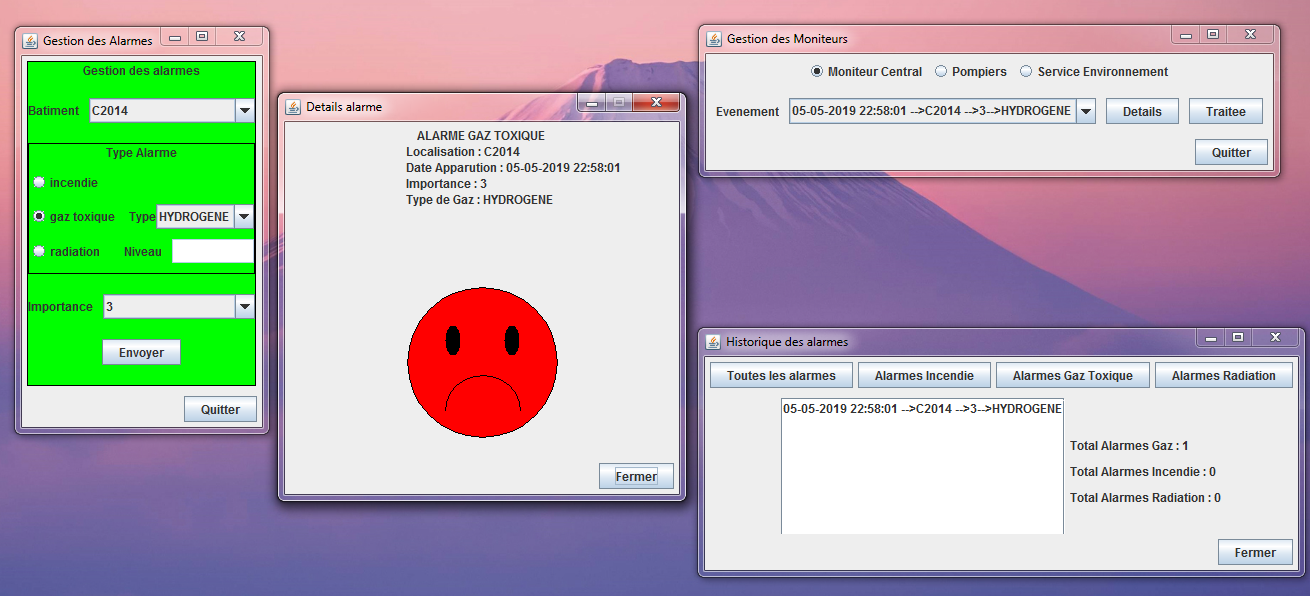 Gestion des Alarmes
Gestion des alarmes
Batiment C2014
Type Alarme
incendie
gaz toxique Type HYDROGENE
radiation Niveau
Importance 3
Envoyer
Quitter
Details alarme
ALARME GAZ TOXIQUE
Localisation : C2014
Date Apparution : 05-05-2019 22:58:01
Importance : 3
Type de Gaz : HYDROGENE
Fermer
Gestion des Moniteurs
Moniteur Central Pompiers Service Environnement
Evenement 05-05-2019 22:58:01 -->C2014 -->3-->HYDROGENE Details Traitee
Quitter
Historique des alarmes
Toutes les alarmes Alarmes Incendie Alarmes Gaz Toxique Alarmes Radiation
05-05-2019 22:58:01 -->C2014 -->3-->HYDROGENE
Total Alarmes Gaz : 1
Total Alarmes Incendie : 0
Total Alarmes Radiation : 0
Fermer